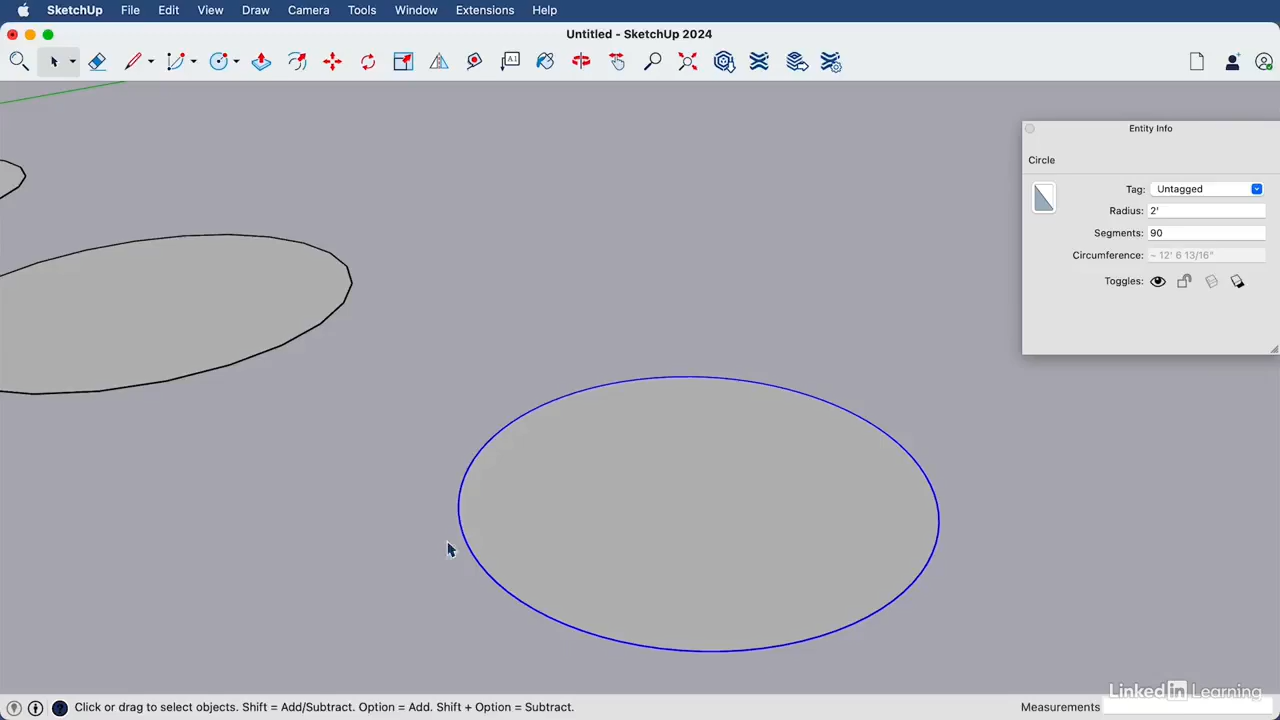 SketchUp File Edit View Draw Camera Tools Window Extensions Help
Untitled - SketchUp 2024
A1
Entity Info
Circle
Tag: Untagged
Radius: 2'
Segments: 90
Circumference: ~ 12' 6 13/16"
Toggles:
LinkedIn Learning
Click or drag to select objects. Shift = Add/Subtract. Option = Add. Shift + Option = Subtract. Measurements